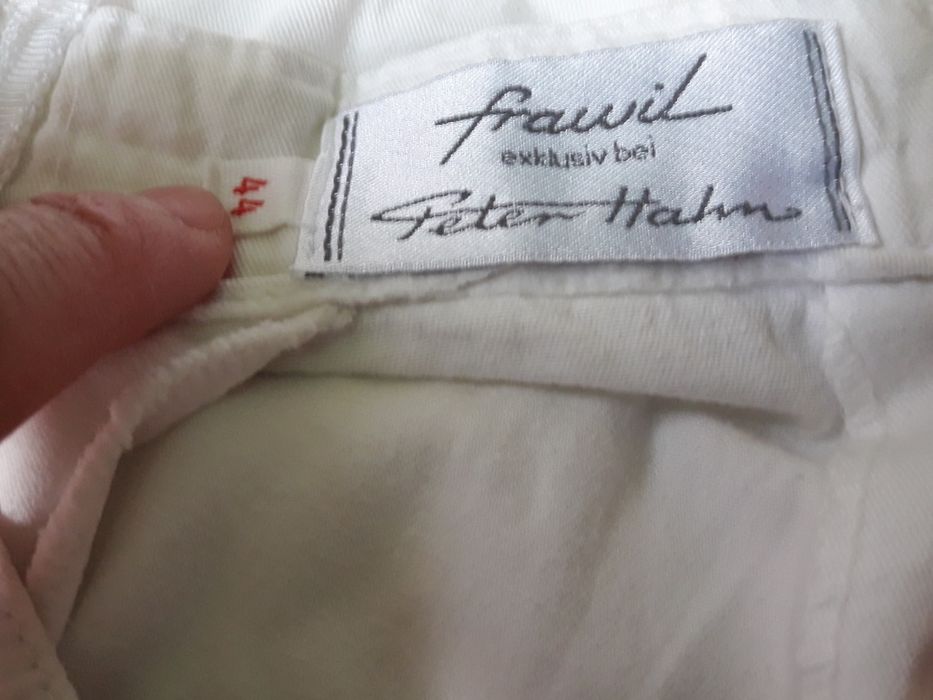 frawil
exklusiv bei
Peter Hahn
44